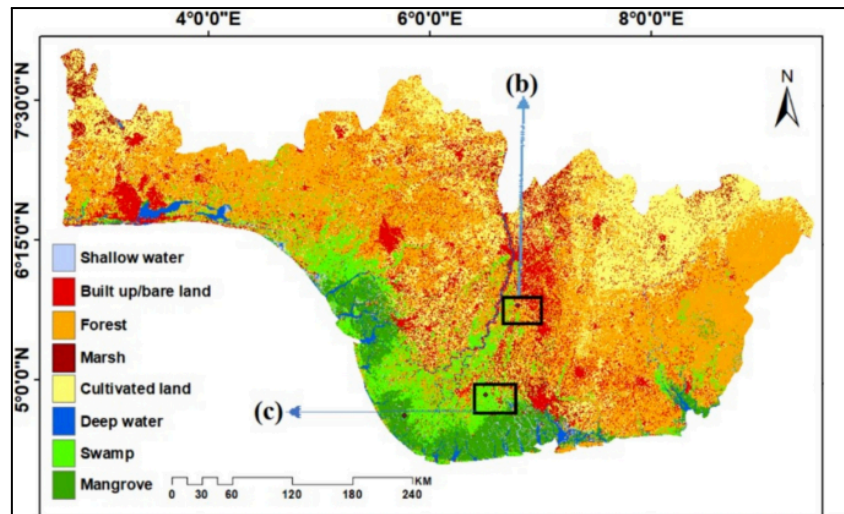 4°0'0"E 6°0'0"E 8°0'0"E
(b)
N
7°30'0"N
6°15'0"N
5°0'0"N
Shallow water
Built up/bare land
Forest
Marsh
Cultivated land
Deep water
Swamp
Mangrove
(c)
KM
0 15 30 60 120 180 240